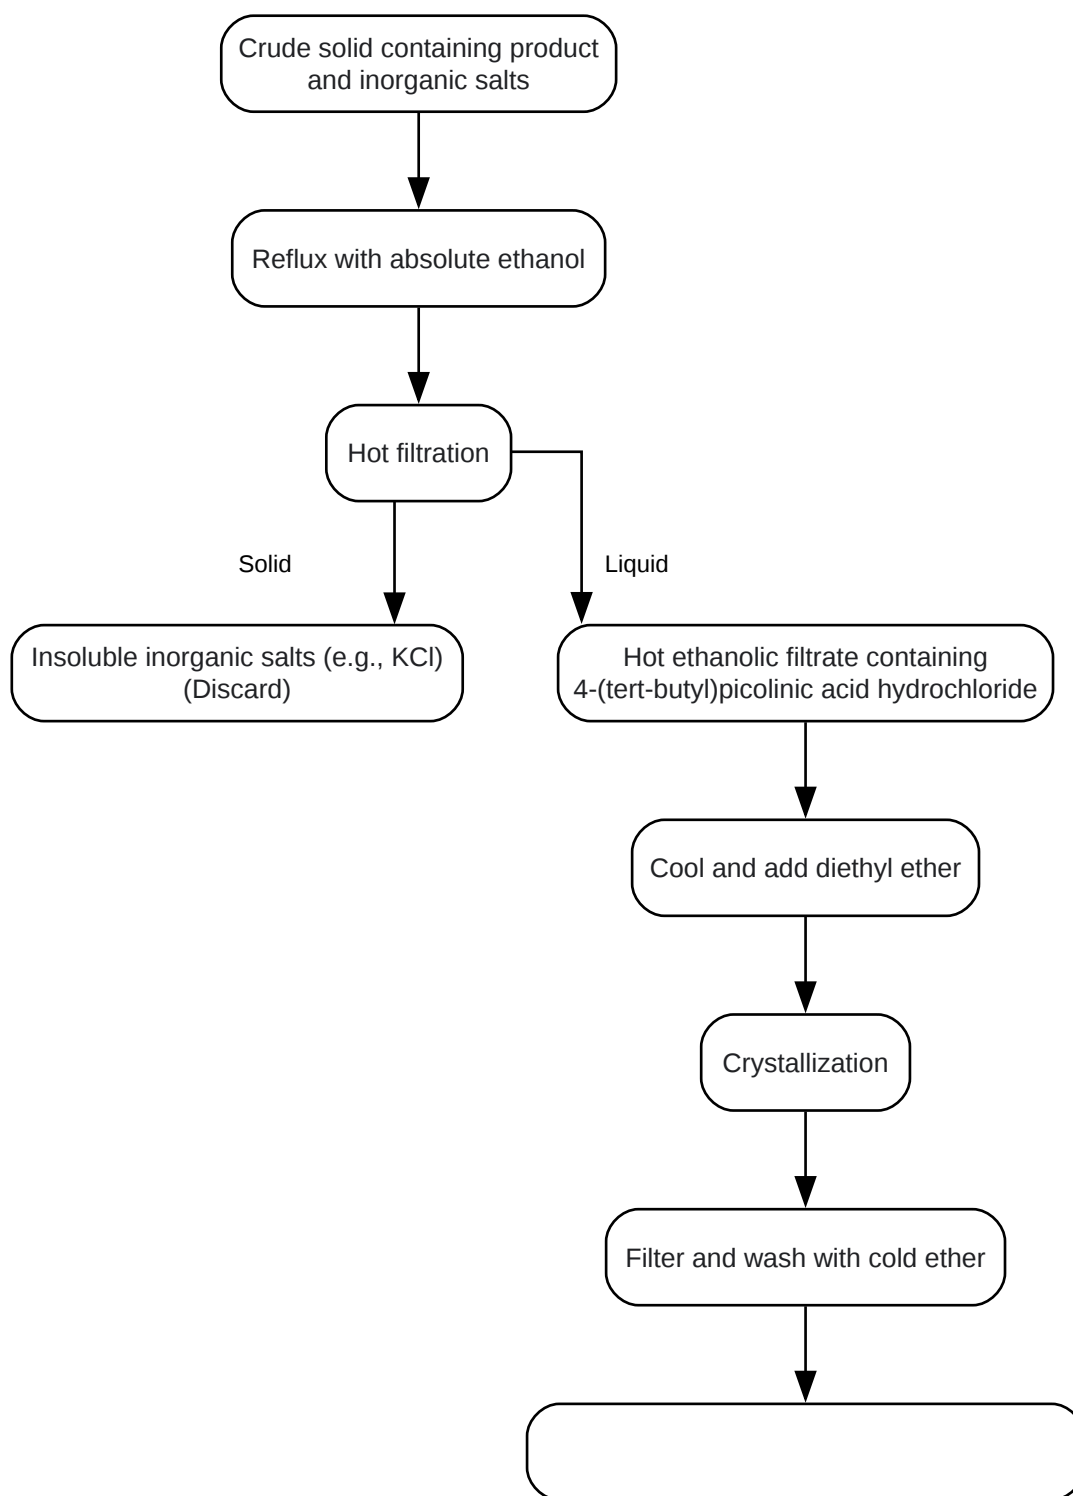 Crude solid containing product
and inorganic salts
Reflux with absolute ethanol
Hot filtration
Solid
Liquid
Insoluble inorganic salts (e.g., KCl)
(Discard)
Hot ethanolic filtrate containing
4-(tert-butyl)picolinic acid hydrochloride
Cool and add diethyl ether
Crystallization
Filter and wash with cold ether